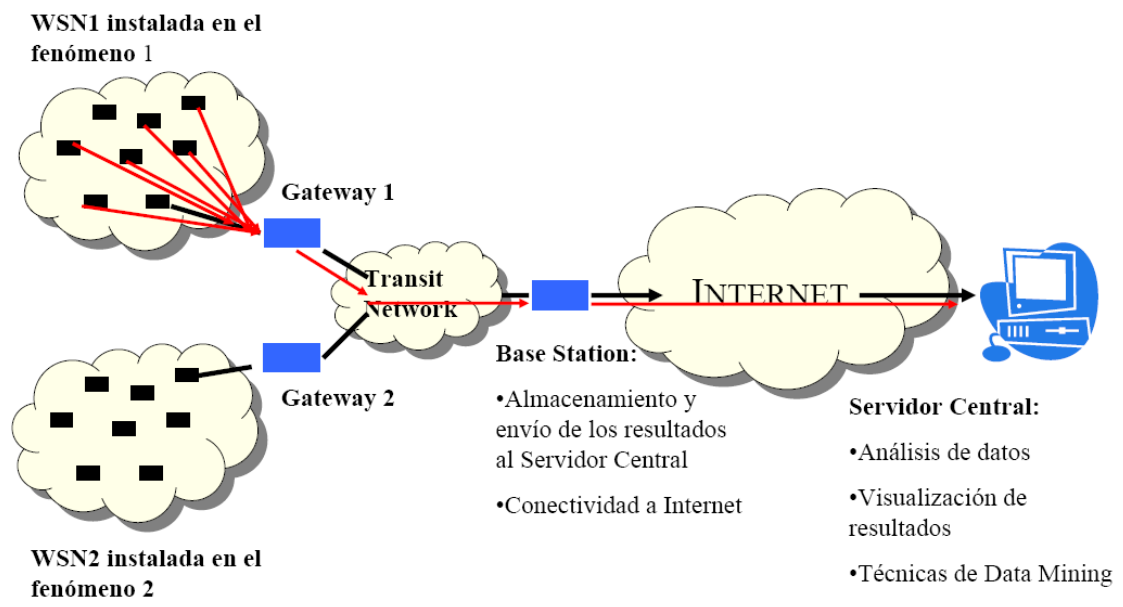 WSN1 instalada en el
fenómeno 1
Gateway 1
Transit
Network
INTERNET
Gateway 2
WSN2 instalada en el
fenómeno 2
Base Station:
•Almacenamiento y
envío de los resultados
al Servidor Central
•Conectividad a Internet
Servidor Central:
•Análisis de datos
•Visualización de
resultados
•Técnicas de Data Mining